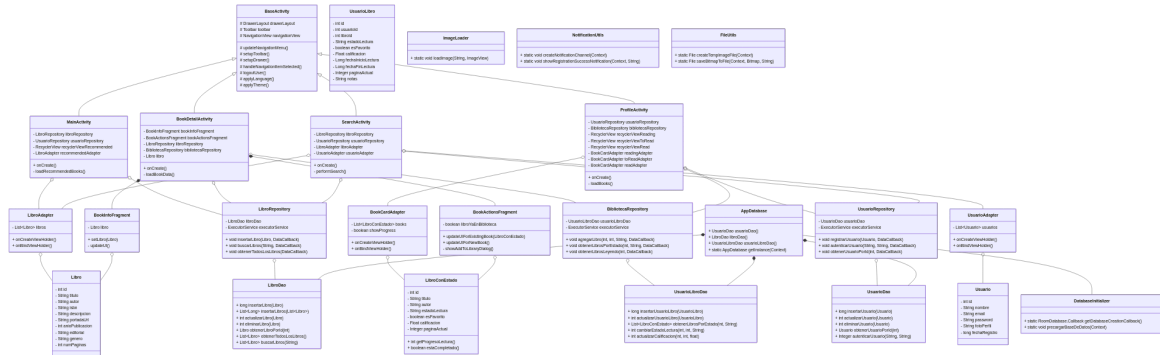 BaseActivity
# DrawerLayout drawerLayout
# Toolbar toolbar
# NavigationView navigationView
# updateNavigationMenu()
# setupToolbar()
# setupDrawer()
# handleNavigationItemSelected()
# logoutUser()
# applyLanguage()
# applyTheme()
UsuarioLibro
- int id
- int usuarioId
- int libroId
- String estadoLectura
- boolean esFavorito
- Float calificacion
- Long fechaInicioLectura
- Long fechaFinLectura
- Integer paginaActual
- String notas
ImageLoader
+ static void loadImage(String, ImageView)
NotificationUtils
+ static void createNotificationChannel(Context)
+ static void showRegistrationSuccessNotification(Context, String)
FileUtils
+ static File createTempImageFile(Context)
+ static File saveBitmapToFile(Context, Bitmap, String)
MainActivity
- LibroRepository libroRepository
- UsuarioRepository usuarioRepository
- RecyclerView recyclerViewRecommended
- LibroAdapter recommendedAdapter
+ onCreate()
- loadRecommendedBooks()
BookDetailActivity
- BookInfoFragment bookInfoFragment
- BookActionsFragment bookActionsFragment
- LibroRepository libroRepository
- BibliotecaRepository bibliotecaRepository
- Libro libro
+ onCreate()
- loadBookData()
SearchActivity
- LibroRepository libroRepository
- UsuarioRepository usuarioRepository
- LibroAdapter libroAdapter
- UsuarioAdapter usuarioAdapter
+ onCreate()
- performSearch()
ProfileActivity
- UsuarioRepository usuarioRepository
- BibliotecaRepository bibliotecaRepository
- RecyclerView recyclerViewReading
- RecyclerView recyclerViewToRead
- RecyclerView recyclerViewRead
- BookCardAdapter readingAdapter
- BookCardAdapter toReadAdapter
- BookCardAdapter readAdapter
+ onCreate()
- loadBooks()
LibroAdapter
- List<Libro> libros
+ onCreateViewHolder()
+ onBindViewHolder()
BookInfoFragment
- Libro libro
+ setLibro(Libro)
- updateUI()
LibroRepository
- LibroDao libroDao
- ExecutorService executorService
+ void insertarLibro(Libro, DataCallback)
+ void buscarLibros(String, DataCallback)
+ void obtenerTodosLosLibros(DataCallback)
BookCardAdapter
- List<LibroConEstado> books
- boolean showProgress
+ onCreateViewHolder()
+ onBindViewHolder()
BookActionsFragment
- boolean libroYaEnBiblioteca
+ updateUIForExistingBook(LibroConEstado)
+ updateUIForNewBook()
- showAddToLibraryDialog()
BibliotecaRepository
- UsuarioLibroDao usuarioLibroDao
- ExecutorService executorService
+ void agregarLibro(int, int, String, DataCallback)
+ void obtenerLibrosPorEstado(int, String, DataCallback)
+ void obtenerLibrosLeyendo(int, DataCallback)
AppDatabase
+ UsuarioDao usuarioDao()
+ LibroDao libroDao()
+ UsuarioLibroDao usuarioLibroDao()
+ static AppDatabase getInstance(Context)
UsuarioRepository
- UsuarioDao usuarioDao
- ExecutorService executorService
+ void registrarUsuario(Usuario, DataCallback)
+ void autenticarUsuario(String, String, DataCallback)
+ void obtenerUsuarioPorId(int, DataCallback)
UsuarioAdapter
- List<Usuario> usuarios
+ onCreateViewHolder()
+ onBindViewHolder()
Libro
- int id
- String titulo
- String autor
- String isbn
- String descripcion
- String portadaUrl
- int anioPublicacion
- String editorial
- String genero
- int numPaginas
LibroDao
+ long insertarLibro(Libro)
+ List<Long> insertarLibros(List<Libro>)
+ int actualizarLibro(Libro)
+ int eliminarLibro(Libro)
+ Libro obtenerLibroPorId(int)
+ List<Libro> obtenerTodosLosLibros()
+ List<Libro> buscarLibros(String)
LibroConEstado
- int id
- String titulo
- String autor
- String estadoLectura
- boolean esFavorito
- Float calificacion
- Integer paginaActual
+ int getProgresoLectura()
+ boolean estaCompletado()
UsuarioLibroDao
+ long insertarUsuarioLibro(UsuarioLibro)
+ int actualizarUsuarioLibro(UsuarioLibro)
+ List<LibroConEstado> obtenerLibrosPorEstado(int, String)
+ int cambiarEstadoLectura(int, int, String)
+ int actualizarCalificacion(int, int, float)
UsuarioDao
+ long insertarUsuario(Usuario)
+ int actualizarUsuario(Usuario)
+ int eliminarUsuario(Usuario)
+ Usuario obtenerUsuarioPorId(int)
+ Integer autenticarUsuario(String, String)
Usuario
- int id
- String nombre
- String email
- String password
- String fotoPerfil
- long fechaRegistro
DatabaseInitializer
+ static RoomDatabase.Callback getDatabaseCreationCallback()
+ static void precargarBaseDeDatos(Context)